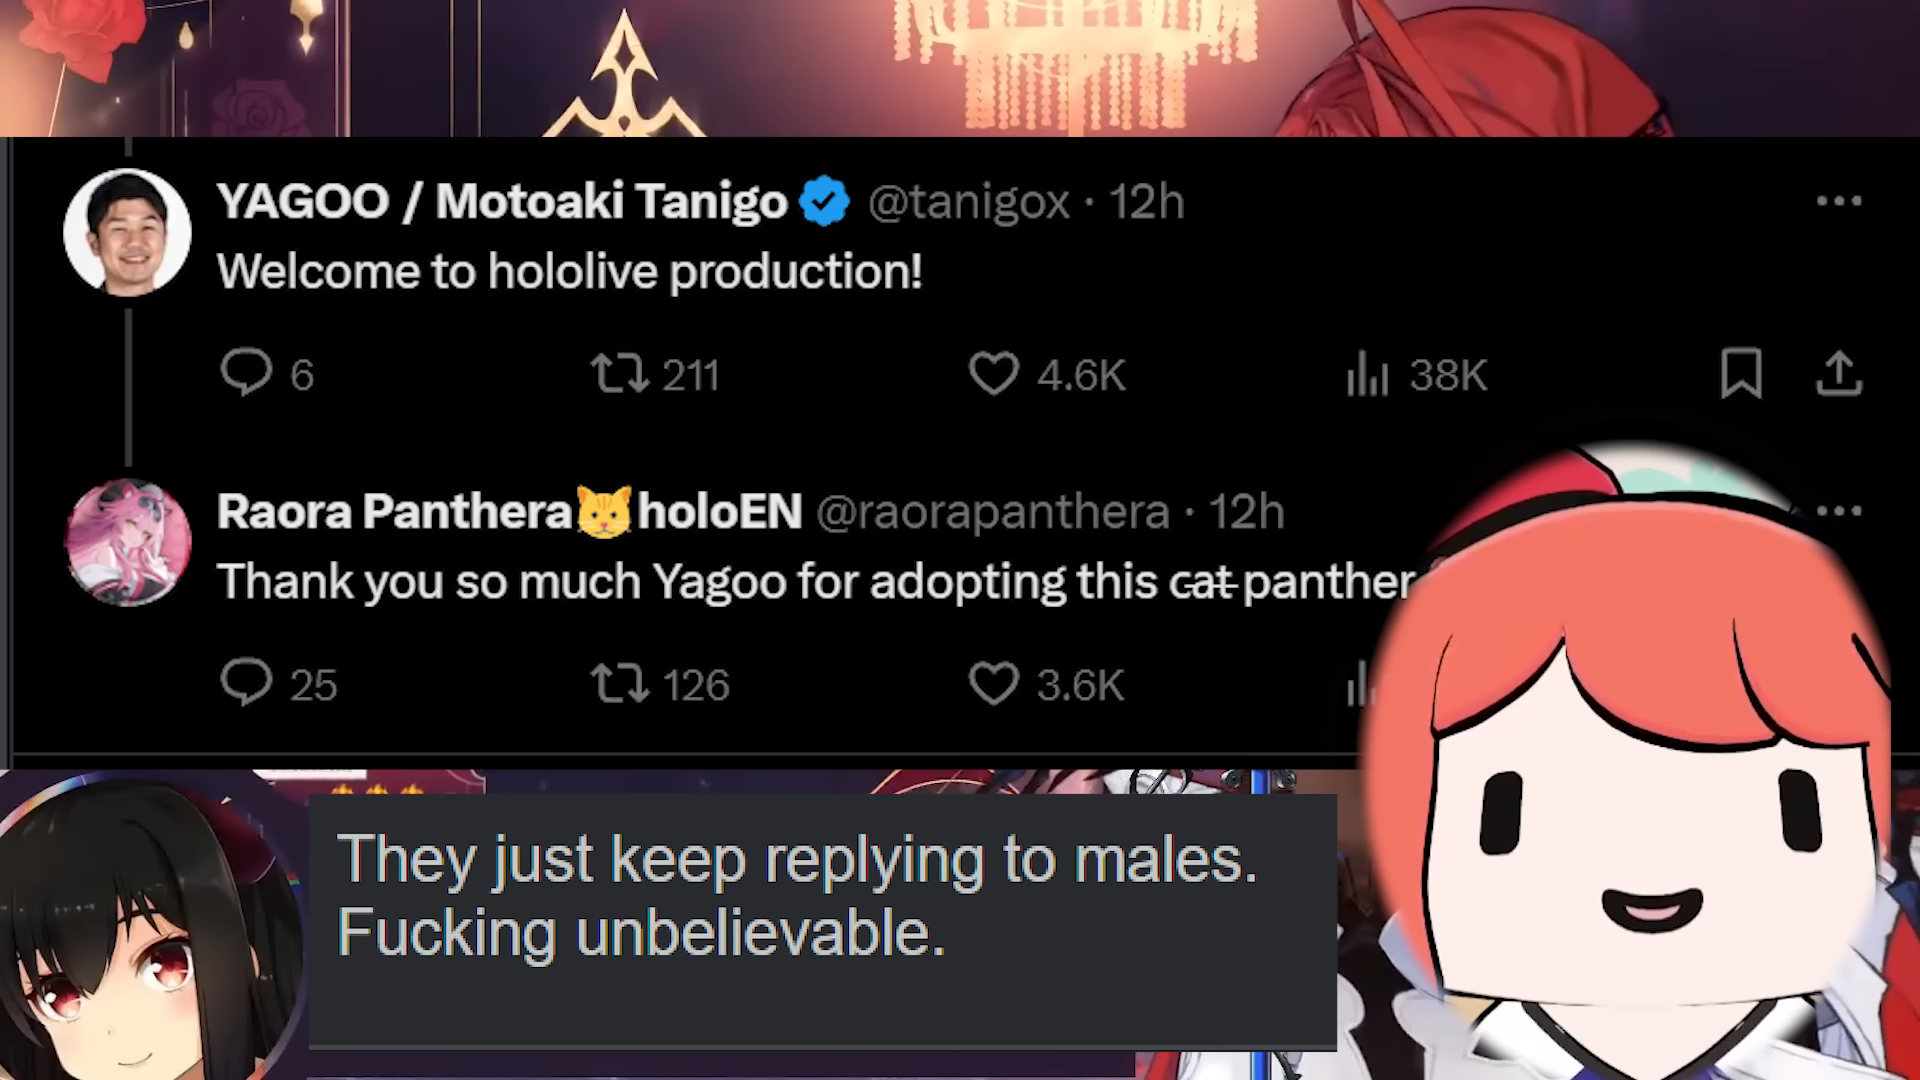 YAGOO / Motoaki Tanigo @tanigox · 12h
Welcome to hololive production!
6 211 4.6K 38K
Raora Panthera🐱holoEN @raorapanthera · 12h
Thank you so much Yagoo for adopting this cat panther
25 126 3.6K
They just keep replying to males.
Fucking unbelievable.